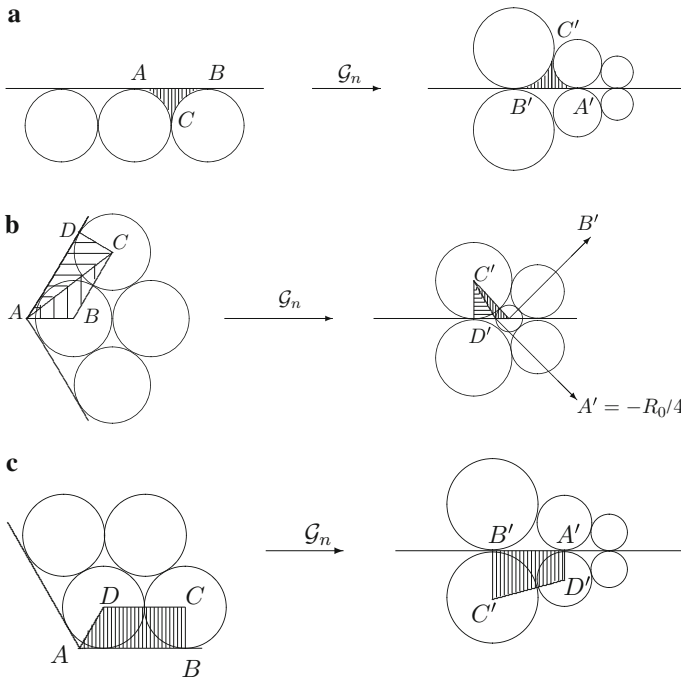 a
A B 𝒢ₙ C′
C B′ A′
b
D C 𝒢ₙ C′ B′
A B D′
A′ = −R₀/4
c
𝒢ₙ B′ A′
D C D′
A B C′